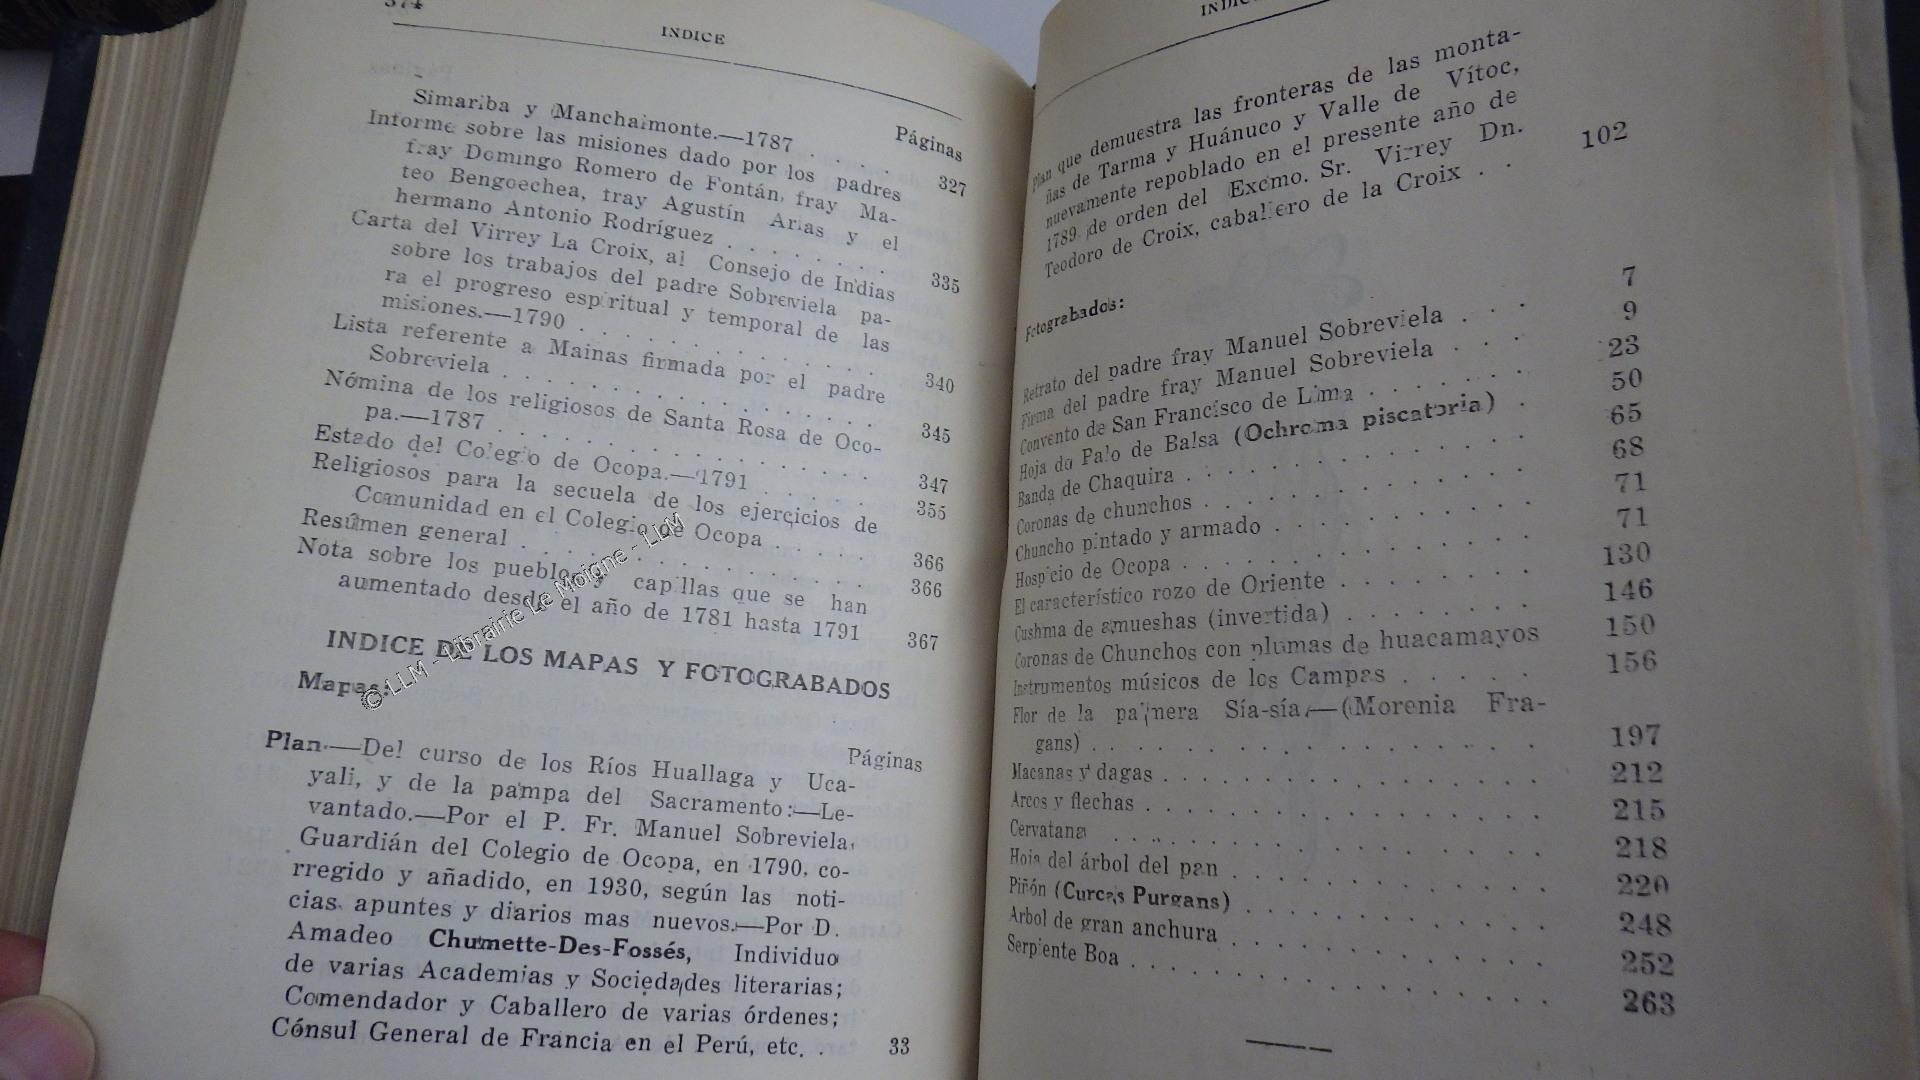 374
INDICE
Páginas
Simariba y Manchaimonte.—1787 . . . . 327
Informe sobre las misiones dado por los padres
fray Domingo Romero de Fontán, fray Ma-
teo Bengoechea, fray Agustín Arias y el
hermano Antonio Rodríguez . . . . . . . 335
Carta del Virrey La Croix, al Consejo de Indias
sobre los trabajos del padre Sobreviela pa-
ra el progreso espiritual y temporal de las
misiones.—1790 . . . . . . . . . . . . . 340
Lista referente a Mainas firmada por el padre
Sobreviela . . . . . . . . . . . . . . . . 345
Nómina de los religiosos de Santa Rosa de Oco-
pa.—1787 . . . . . . . . . . . . . . . . 347
Estado del Colegio de Ocopa.—1791 . . . . . 355
Religiosos para la secuela de los ejercicios de
Comunidad en el Colegio de Ocopa . . . . . 366
Resúmen general . . . . . . . . . . . . . 366
Nota sobre los pueblos y capillas que se han
aumentado desde el año de 1781 hasta 1791 367
INDICE DE LOS MAPAS Y FOTOGRABADOS
Mapas:
Páginas
Plan.—Del curso de los Ríos Huallaga y Uca-
yali, y de la pampa del Sacramento:—Le-
vantado.—Por el P. Fr. Manuel Sobreviela,
Guardián del Colegio de Ocopa, en 1790, co-
rregido y añadido, en 1930, según las noti-
cias apuntes y diarios mas nuevos.—Por D.
Amadeo Chumette-Des-Fossés, Individuo
de varias Academias y Sociedades literarias;
Comendador y Caballero de varias órdenes;
Cónsul General de Francia en el Perú, etc. . 33
© LLM - Librairie Le Moigne - LLM
Plan que demuestra las fronteras de las monta-
ñas de Tarma y Huánuco y Valle de Vítoc,
nuevamente repoblado en el presente año de
1789 de orden del Excmo. Sr. Virrey Dn.
Teodoro de Croix, caballero de la Croix . . 102
Fotograbados:
Retrato del padre fray Manuel Sobreviela . . . 7
Firma del padre fray Manuel Sobreviela . . . 9
Convento de San Francisco de Lima . . . . . . 23
Hoja de Palo de Balsa (Ochroma piscatoria) . 50
Banda de Chaquira . . . . . . . . . . . . 65
Coronas de chunchos . . . . . . . . . . . 68
Chuncho pintado y armado . . . . . . . . . 71
Hospicio de Ocopa . . . . . . . . . . . . 71
El característico rozo de Oriente . . . . . . . 130
Cushma de amueshas (invertida) . . . . . . . 146
Coronas de Chunchos con plumas de huacamayos 150
Instrumentos músicos de los Campas . . . . . 156
Flor de la palmera Sía-sía,—(Morenia Fra-
gans) . . . . . . . . . . . . . . . . 197
Macanas y dagas . . . . . . . . . . . . . 212
Arcos y flechas . . . . . . . . . . . . . . 215
Cervatana . . . . . . . . . . . . . . . 218
Hoja del árbol del pan . . . . . . . . . . . 220
Piñón (Curcas Purgans) . . . . . . . . . . 248
Arbol de gran anchura . . . . . . . . . . . 252
Serpiente Boa . . . . . . . . . . . . . . 263